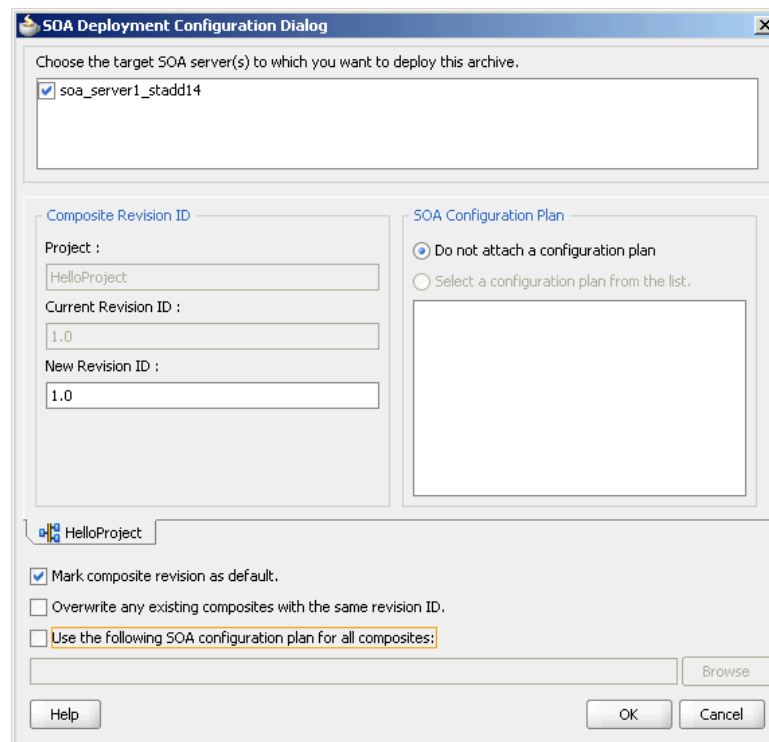 SOA Deployment Configuration Dialog
Choose the target SOA server(s) to which you want to deploy this archive.
soa_server1_stadd14
Composite Revision ID
Project :
HelloProject
Current Revision ID :
1.0
New Revision ID :
1.0
SOA Configuration Plan
Do not attach a configuration plan
Select a configuration plan from the list.
HelloProject
Mark composite revision as default.
Overwrite any existing composites with the same revision ID.
Use the following SOA configuration plan for all composites:
Browse
Help
OK
Cancel